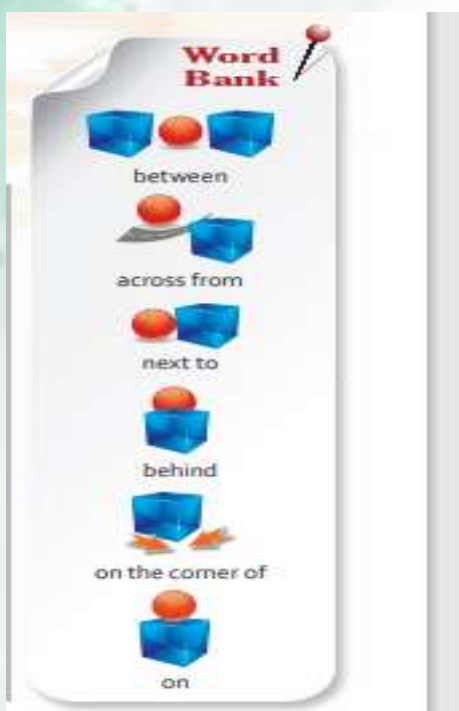 Word
Bank
between
across from
next to
behind
on the corner of
on